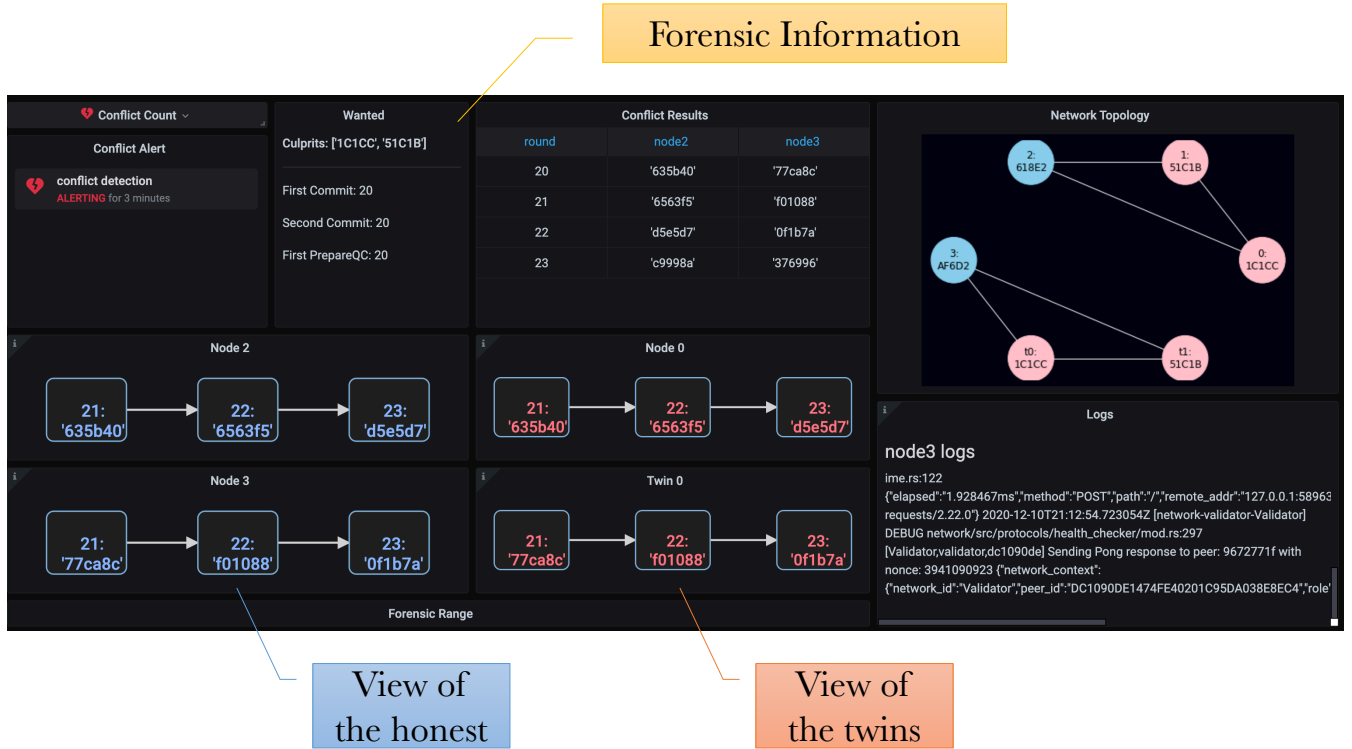 Forensic Information
Conflict Count
Conflict Alert
conflict detection
ALERTING for 3 minutes
Wanted
Culprits: ['1C1CC', '51C1B']
First Commit: 20
Second Commit: 20
First PrepareQC: 20
Conflict Results
round node2 node3
20 '635b40' '77ca8c'
21 '6563f5' 'f01088'
22 'd5e5d7' '0f1b7a'
23 'c9998a' '376996'
Network Topology
2:
618E2
1:
51C1B
3:
AF6D2
0:
1C1CC
t0:
1C1CC
t1:
51C1B
Node 2
21:
'635b40'
22:
'6563f5'
23:
'd5e5d7'
Node 0
21:
'635b40'
22:
'6563f5'
23:
'd5e5d7'
Node 3
21:
'77ca8c'
22:
'f01088'
23:
'0f1b7a'
Twin 0
21:
'77ca8c'
22:
'f01088'
23:
'0f1b7a'
Forensic Range
Logs
node3 logs
ime.rs:122
{"elapsed":"1.928467ms","method":"POST","path":"/","remote_addr":"127.0.0.1:58963
requests/2.22.0"} 2020-12-10T21:12:54.723054Z [network-validator-Validator]
DEBUG network/src/protocols/health_checker/mod.rs:297
[Validator,validator,dc1090de] Sending Pong response to peer: 9672771f with
nonce: 3941090923 {"network_context":
{"network_id":"Validator","peer_id":"DC1090DE1474FE40201C95DA038E8EC4","role"
View of
the honest
View of
the twins